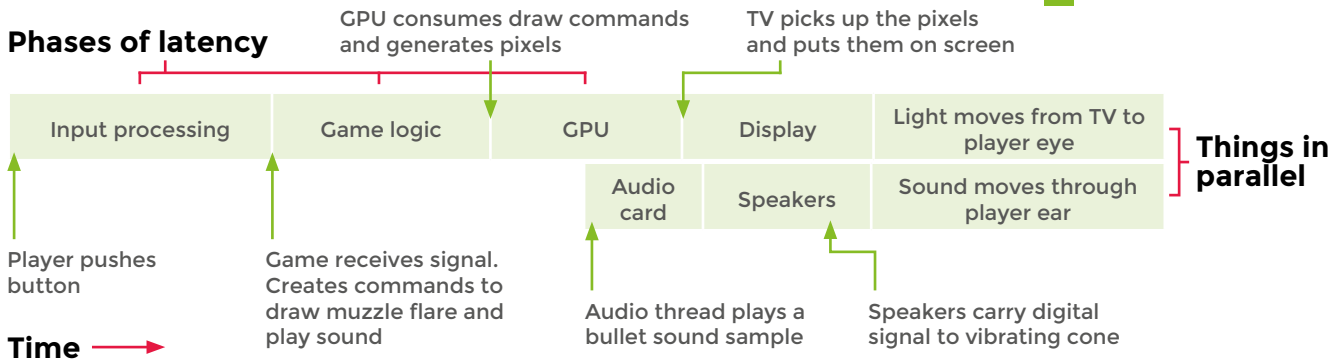 GPU consumes draw commands
and generates pixels
TV picks up the pixels
and puts them on screen
Phases of latency
Input processing
Game logic
GPU
Display
Light moves from TV to
player eye
Things in
parallel
Audio
card
Speakers
Sound moves through
player ear
Player pushes
button
Game receives signal.
Creates commands to
draw muzzle flare and
play sound
Audio thread plays a
bullet sound sample
Speakers carry digital
signal to vibrating cone
Time